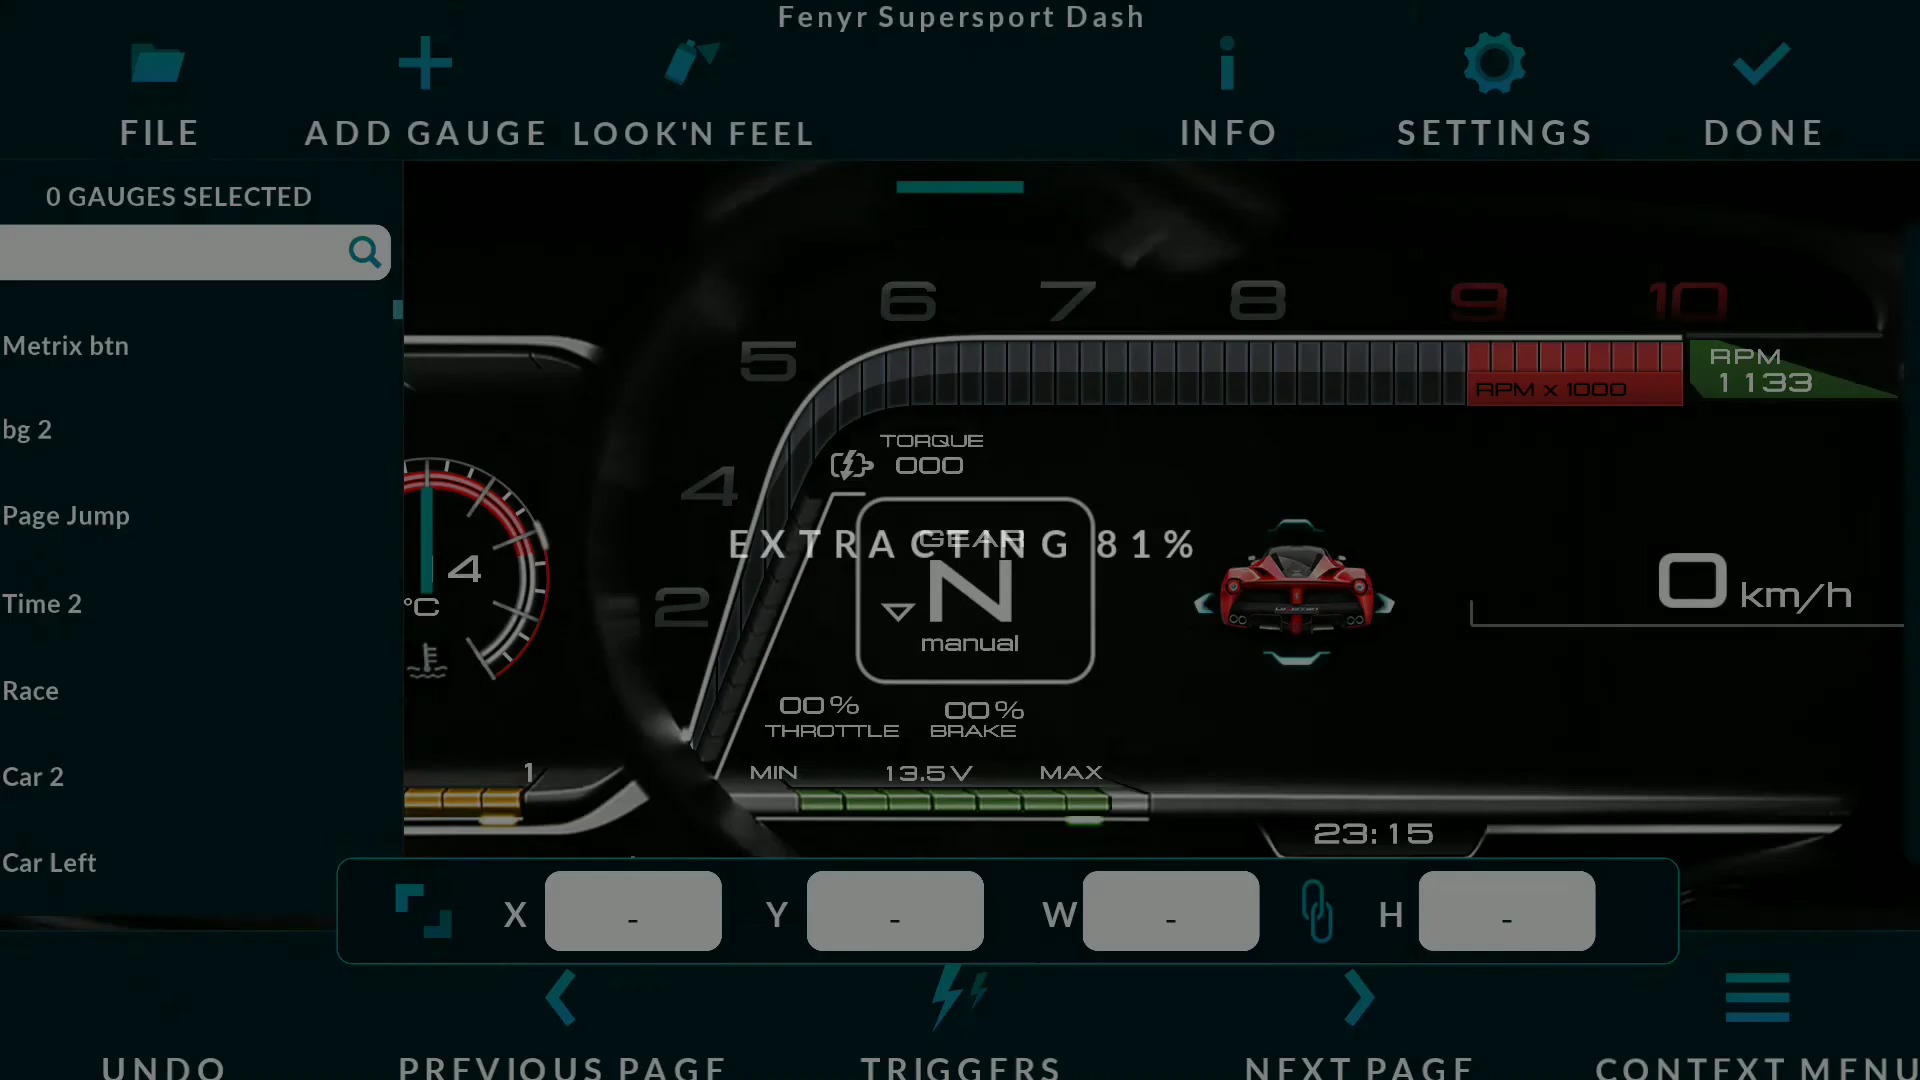 Fenyr Supersport Dash
FILE
ADD GAUGE
LOOK'N FEEL
INFO
SETTINGS
DONE
0 GAUGES SELECTED
Metrix btn
bg 2
Page Jump
Time 2
Race
Car 2
Car Left
6 7 8 9 10
5
4
2
RPM x 1000
RPM
1133
TORQUE
000
EXTRACTING 81%
GEAR
N
manual
4
°C
0 km/h
00%
THROTTLE
00%
BRAKE
1
MIN 13.5V MAX
23:15
X - Y - W - H -
UNDO
PREVIOUS PAGE
TRIGGERS
NEXT PAGE
CONTEXT MENU